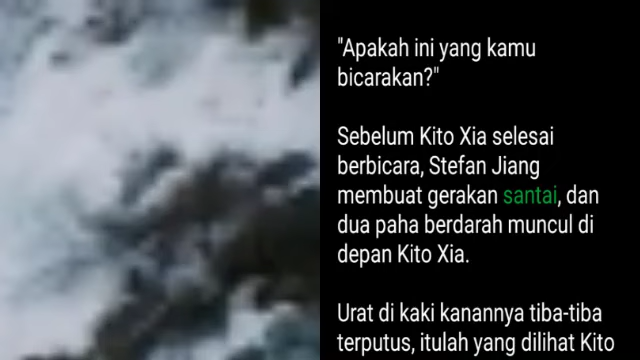 "Apakah ini yang kamu
bicarakan?"
Sebelum Kito Xia selesai
berbicara, Stefan Jiang
membuat gerakan santai, dan
dua paha berdarah muncul di
depan Kito Xia.
Urat di kaki kanannya tiba-tiba
terputus, itulah yang dilihat Kito